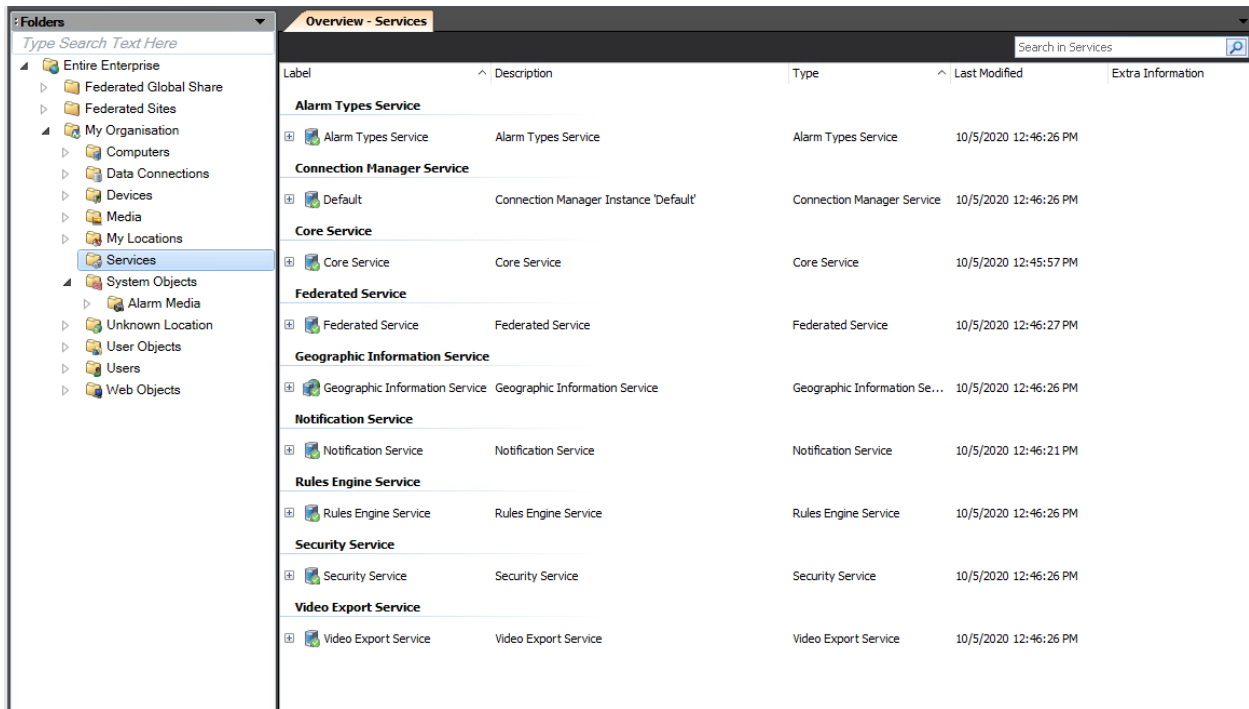 Folders
Type Search Text Here
Entire Enterprise
Federated Global Share
Federated Sites
My Organisation
Computers
Data Connections
Devices
Media
My Locations
Services
System Objects
Alarm Media
Unknown Location
User Objects
Users
Web Objects
Overview - Services
Search in Services
Label Description Type Last Modified Extra Information
Alarm Types Service
Alarm Types Service Alarm Types Service Alarm Types Service 10/5/2020 12:46:26 PM
Connection Manager Service
Default Connection Manager Instance 'Default' Connection Manager Service 10/5/2020 12:46:26 PM
Core Service
Core Service Core Service Core Service 10/5/2020 12:45:57 PM
Federated Service
Federated Service Federated Service Federated Service 10/5/2020 12:46:27 PM
Geographic Information Service
Geographic Information Service Geographic Information Service Geographic Information Se... 10/5/2020 12:46:26 PM
Notification Service
Notification Service Notification Service Notification Service 10/5/2020 12:46:21 PM
Rules Engine Service
Rules Engine Service Rules Engine Service Rules Engine Service 10/5/2020 12:46:26 PM
Security Service
Security Service Security Service Security Service 10/5/2020 12:46:26 PM
Video Export Service
Video Export Service Video Export Service Video Export Service 10/5/2020 12:46:26 PM